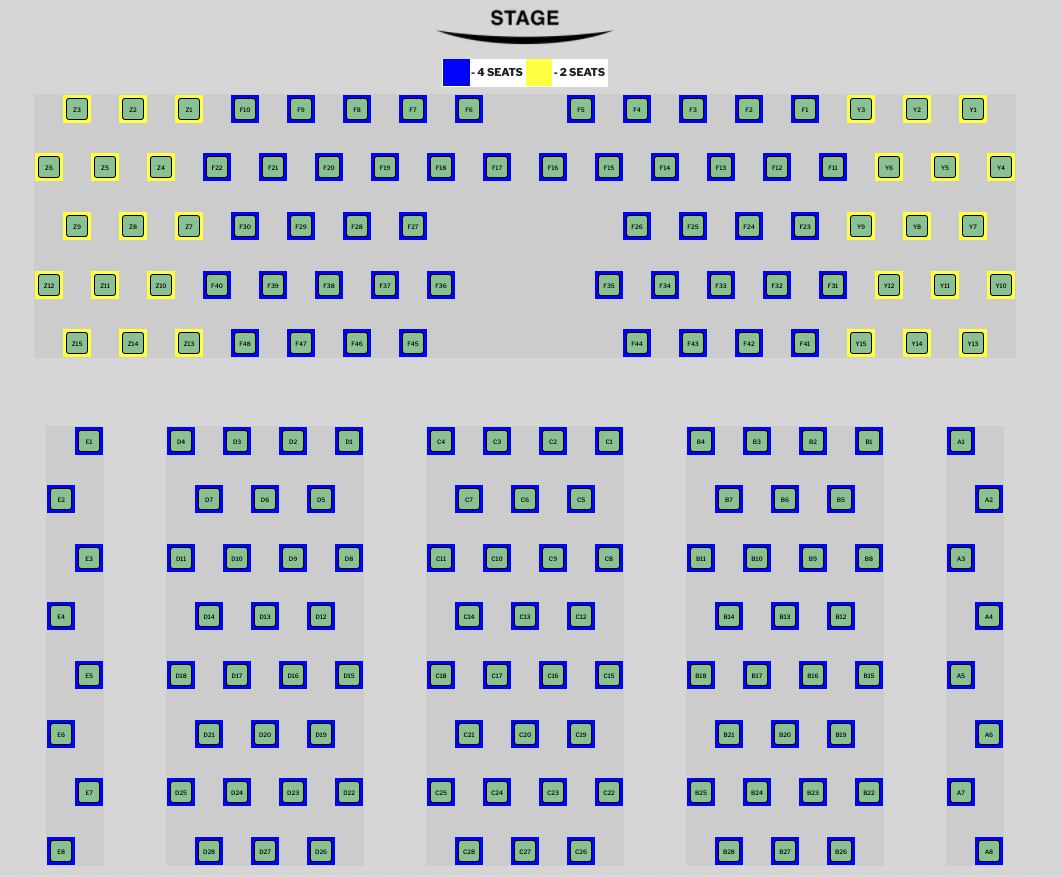 STAGE
- 4 SEATS - 2 SEATS
Z3 Z2 Z1 F10 F9 F8 F7 F6 F5 F4 F3 F2 F1 Y3 Y2 Y1
Z6 Z5 Z4 F22 F21 F20 F19 F18 F17 F16 F15 F14 F13 F12 F11 Y6 Y5 Y4
Z9 Z8 Z7 F30 F29 F28 F27 F26 F25 F24 F23 Y9 Y8 Y7
Z12 Z11 Z10 F40 F39 F38 F37 F36 F35 F34 F33 F32 F31 Y12 Y11 Y10
Z15 Z14 Z13 F48 F47 F46 F45 F44 F43 F42 F41 Y15 Y14 Y13
E1 D4 D3 D2 D1 C4 C3 C2 C1 B4 B3 B2 B1 A1
E2 D7 D6 D5 C7 C6 C5 B7 B6 B5 A2
E3 D11 D10 D9 D8 C11 C10 C9 C8 B11 B10 B9 B8 A3
E4 D14 D13 D12 C14 C13 C12 B14 B13 B12 A4
E5 D18 D17 D16 D15 C18 C17 C16 C15 B18 B17 B16 B15 A5
E6 D21 D20 D19 C21 C20 C19 B21 B20 B19 A6
E7 D25 D24 D23 D22 C25 C24 C23 C22 B25 B24 B23 B22 A7
E8 D28 D27 D26 C28 C27 C26 B28 B27 B26 A8